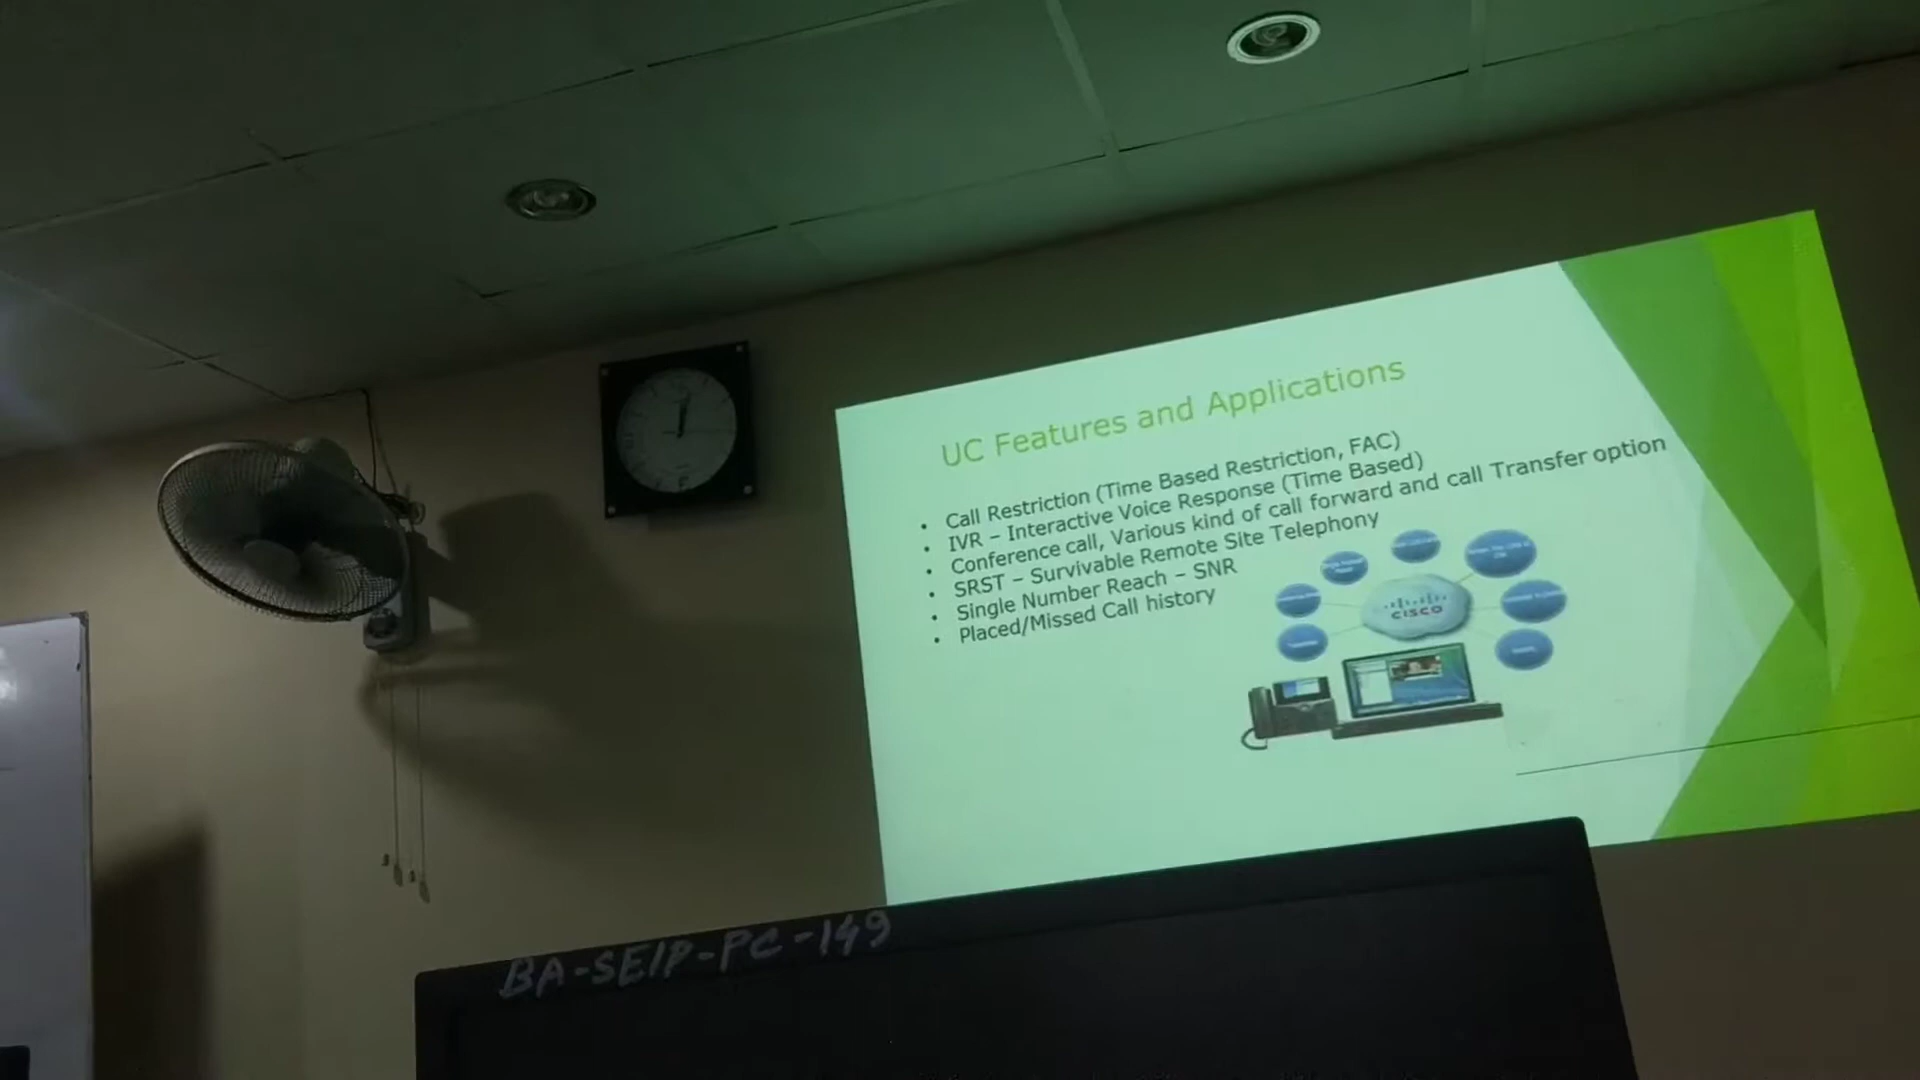 UC Features and Applications
• Call Restriction (Time Based Restriction, FAC)
• IVR – Interactive Voice Response (Time Based)
• Conference call, Various kind of call forward and call Transfer option
• SRST – Survivable Remote Site Telephony
• Single Number Reach – SNR
• Placed/Missed Call history
CISCO
BA-SEIP-PC-149